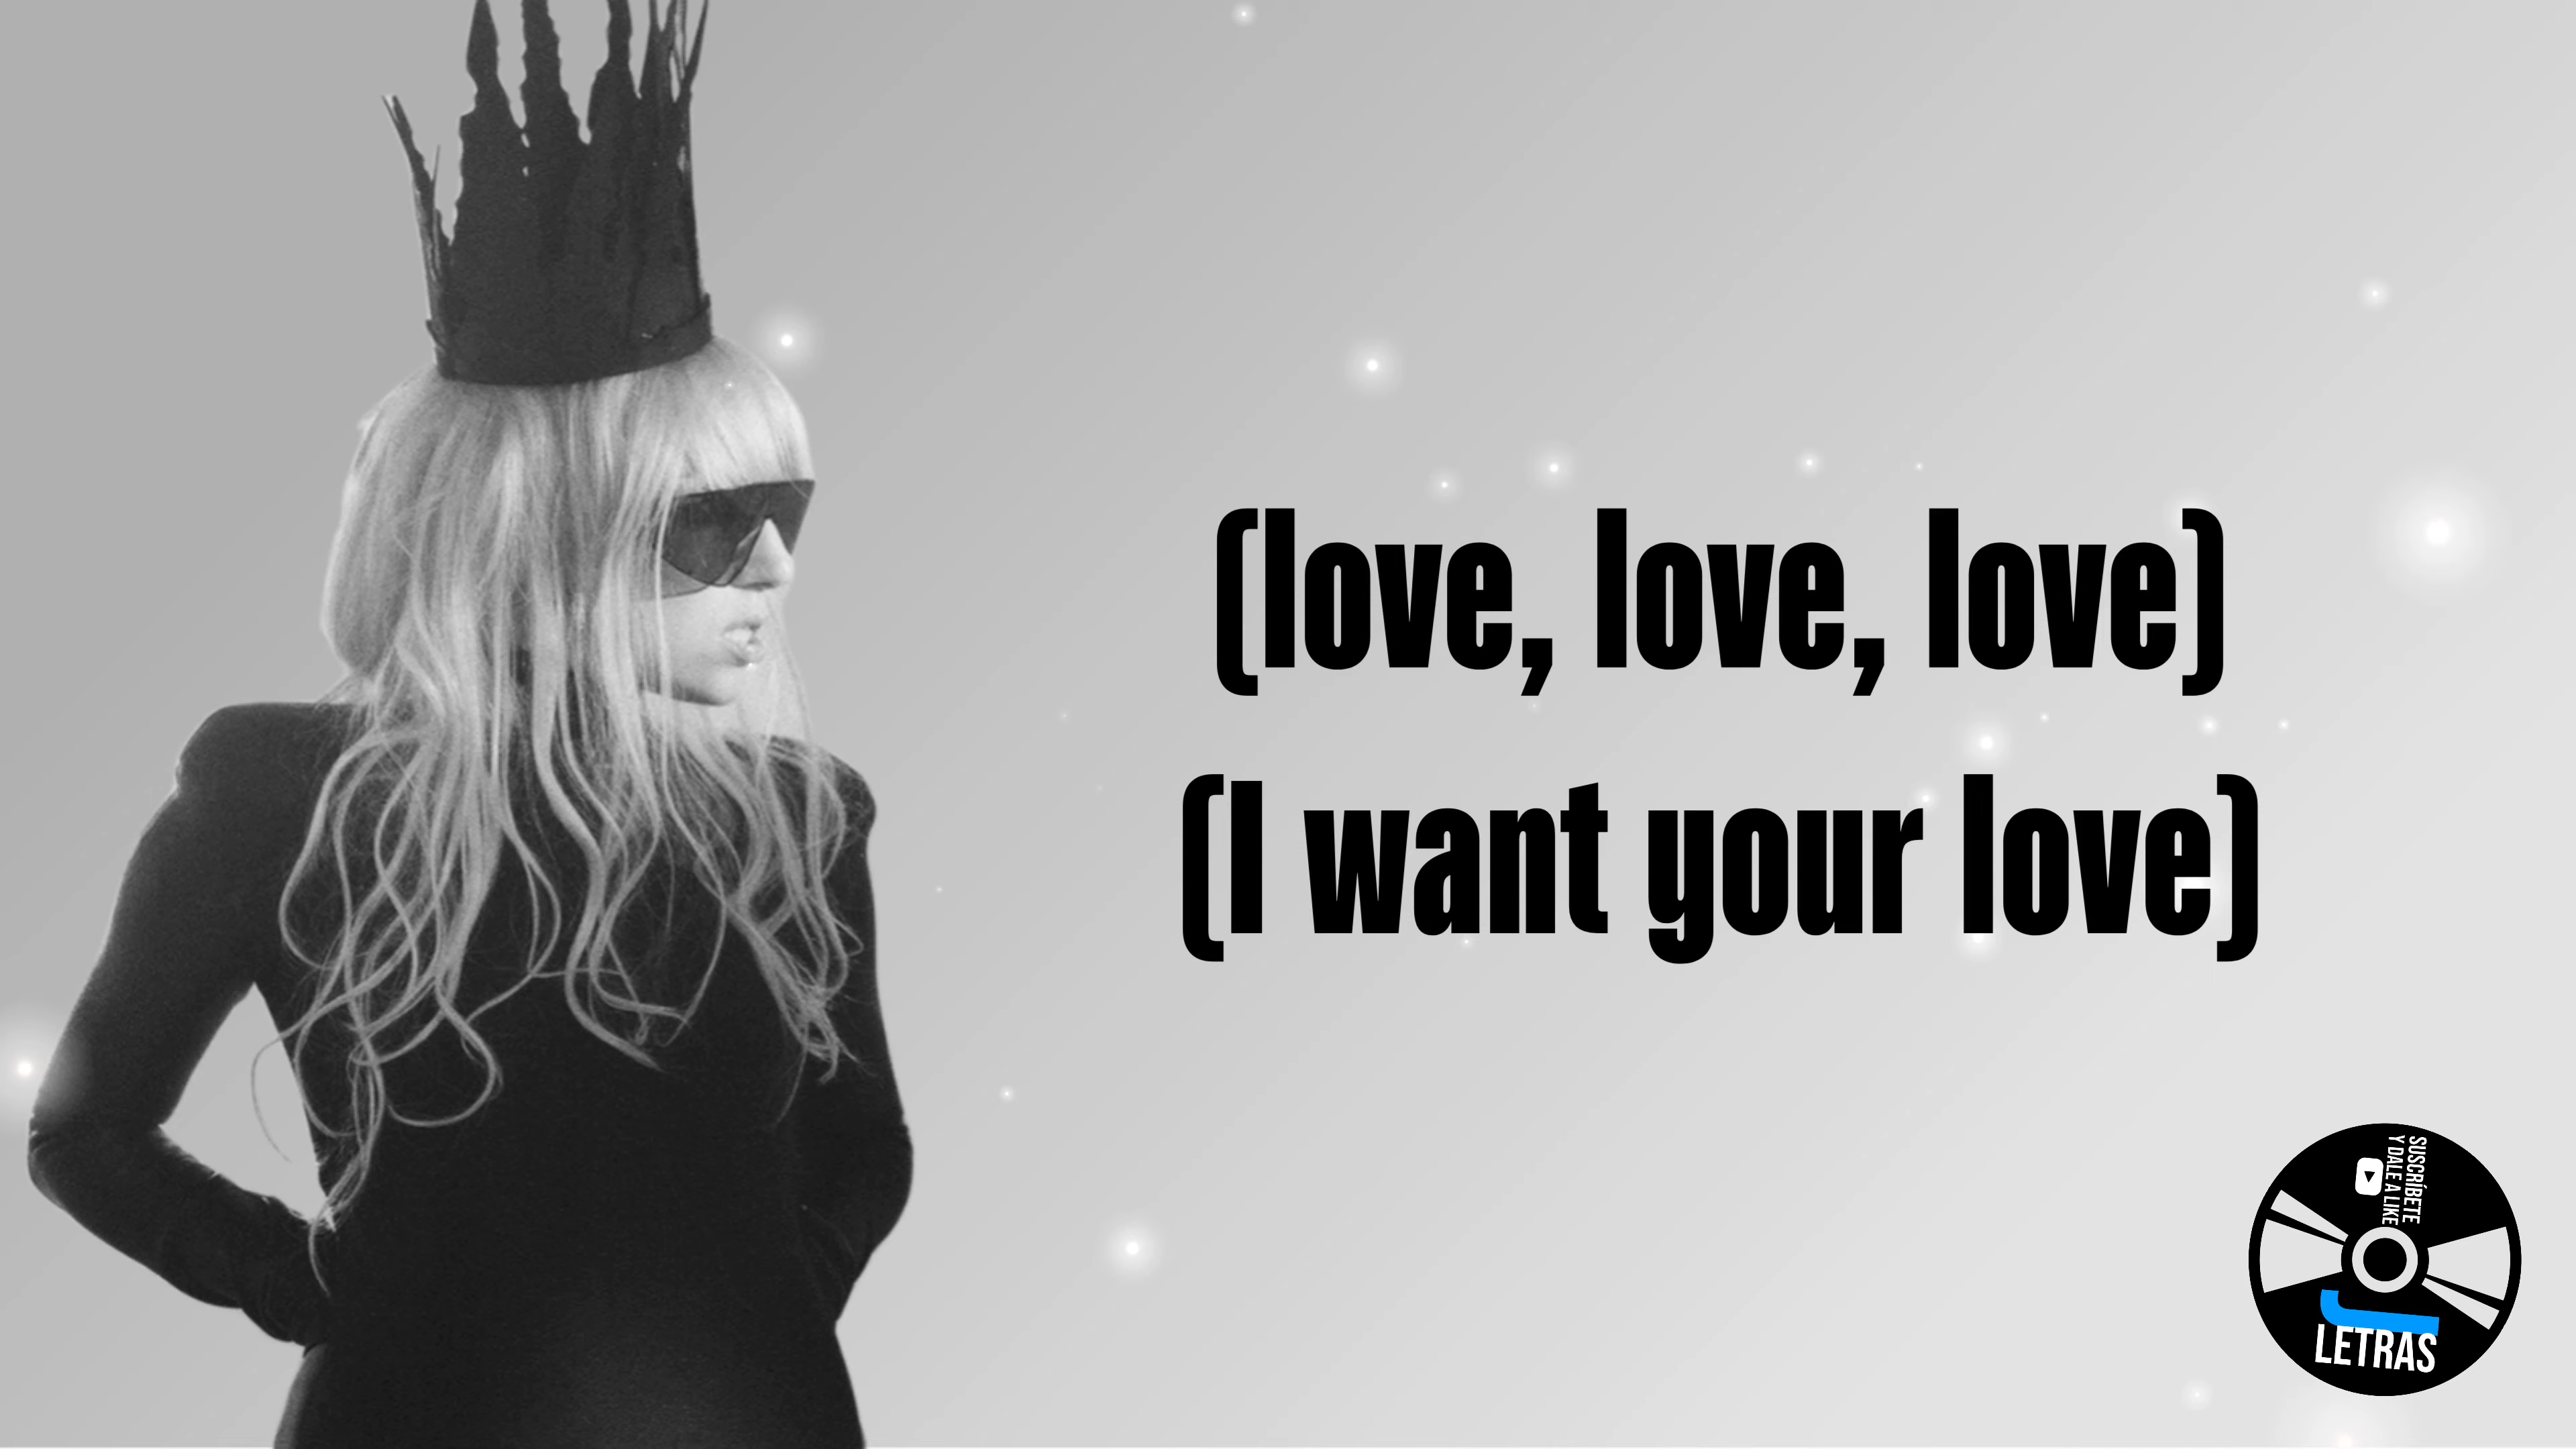 (love, love, love)
(I want your love)
SUSCRÍBETE
Y DALE A LIKE
J
LETRAS